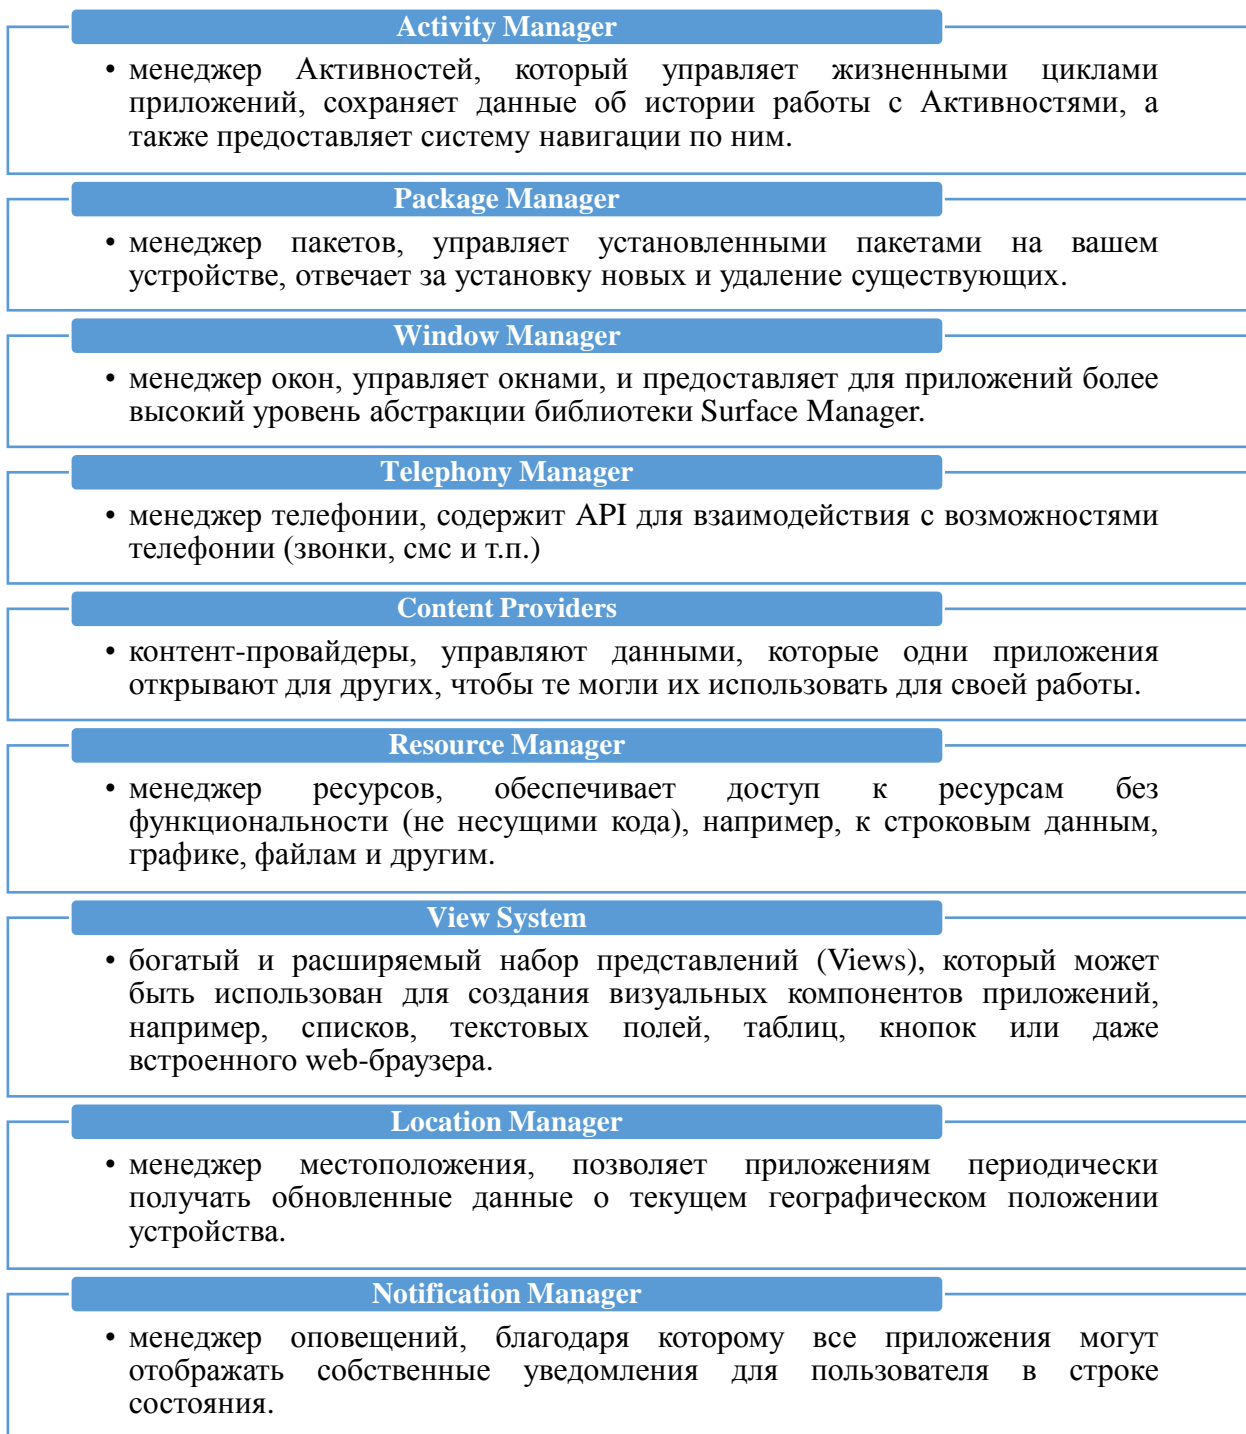 Activity Manager
• менеджер Активностей, который управляет жизненными циклами
приложений, сохраняет данные об истории работы с Активностями, а
также предоставляет систему навигации по ним.
Package Manager
• менеджер пакетов, управляет установленными пакетами на вашем
устройстве, отвечает за установку новых и удаление существующих.
Window Manager
• менеджер окон, управляет окнами, и предоставляет для приложений более
высокий уровень абстракции библиотеки Surface Manager.
Telephony Manager
• менеджер телефонии, содержит API для взаимодействия с возможностями
телефонии (звонки, смс и т.п.)
Content Providers
• контент-провайдеры, управляют данными, которые одни приложения
открывают для других, чтобы те могли их использовать для своей работы.
Resource Manager
• менеджер ресурсов, обеспечивает доступ к ресурсам без
функциональности (не несущими кода), например, к строковым данным,
графике, файлам и другим.
View System
• богатый и расширяемый набор представлений (Views), который может
быть использован для создания визуальных компонентов приложений,
например, списков, текстовых полей, таблиц, кнопок или даже
встроенного web-браузера.
Location Manager
• менеджер местоположения, позволяет приложениям периодически
получать обновленные данные о текущем географическом положении
устройства.
Notification Manager
• менеджер оповещений, благодаря которому все приложения могут
отображать собственные уведомления для пользователя в строке
состояния.